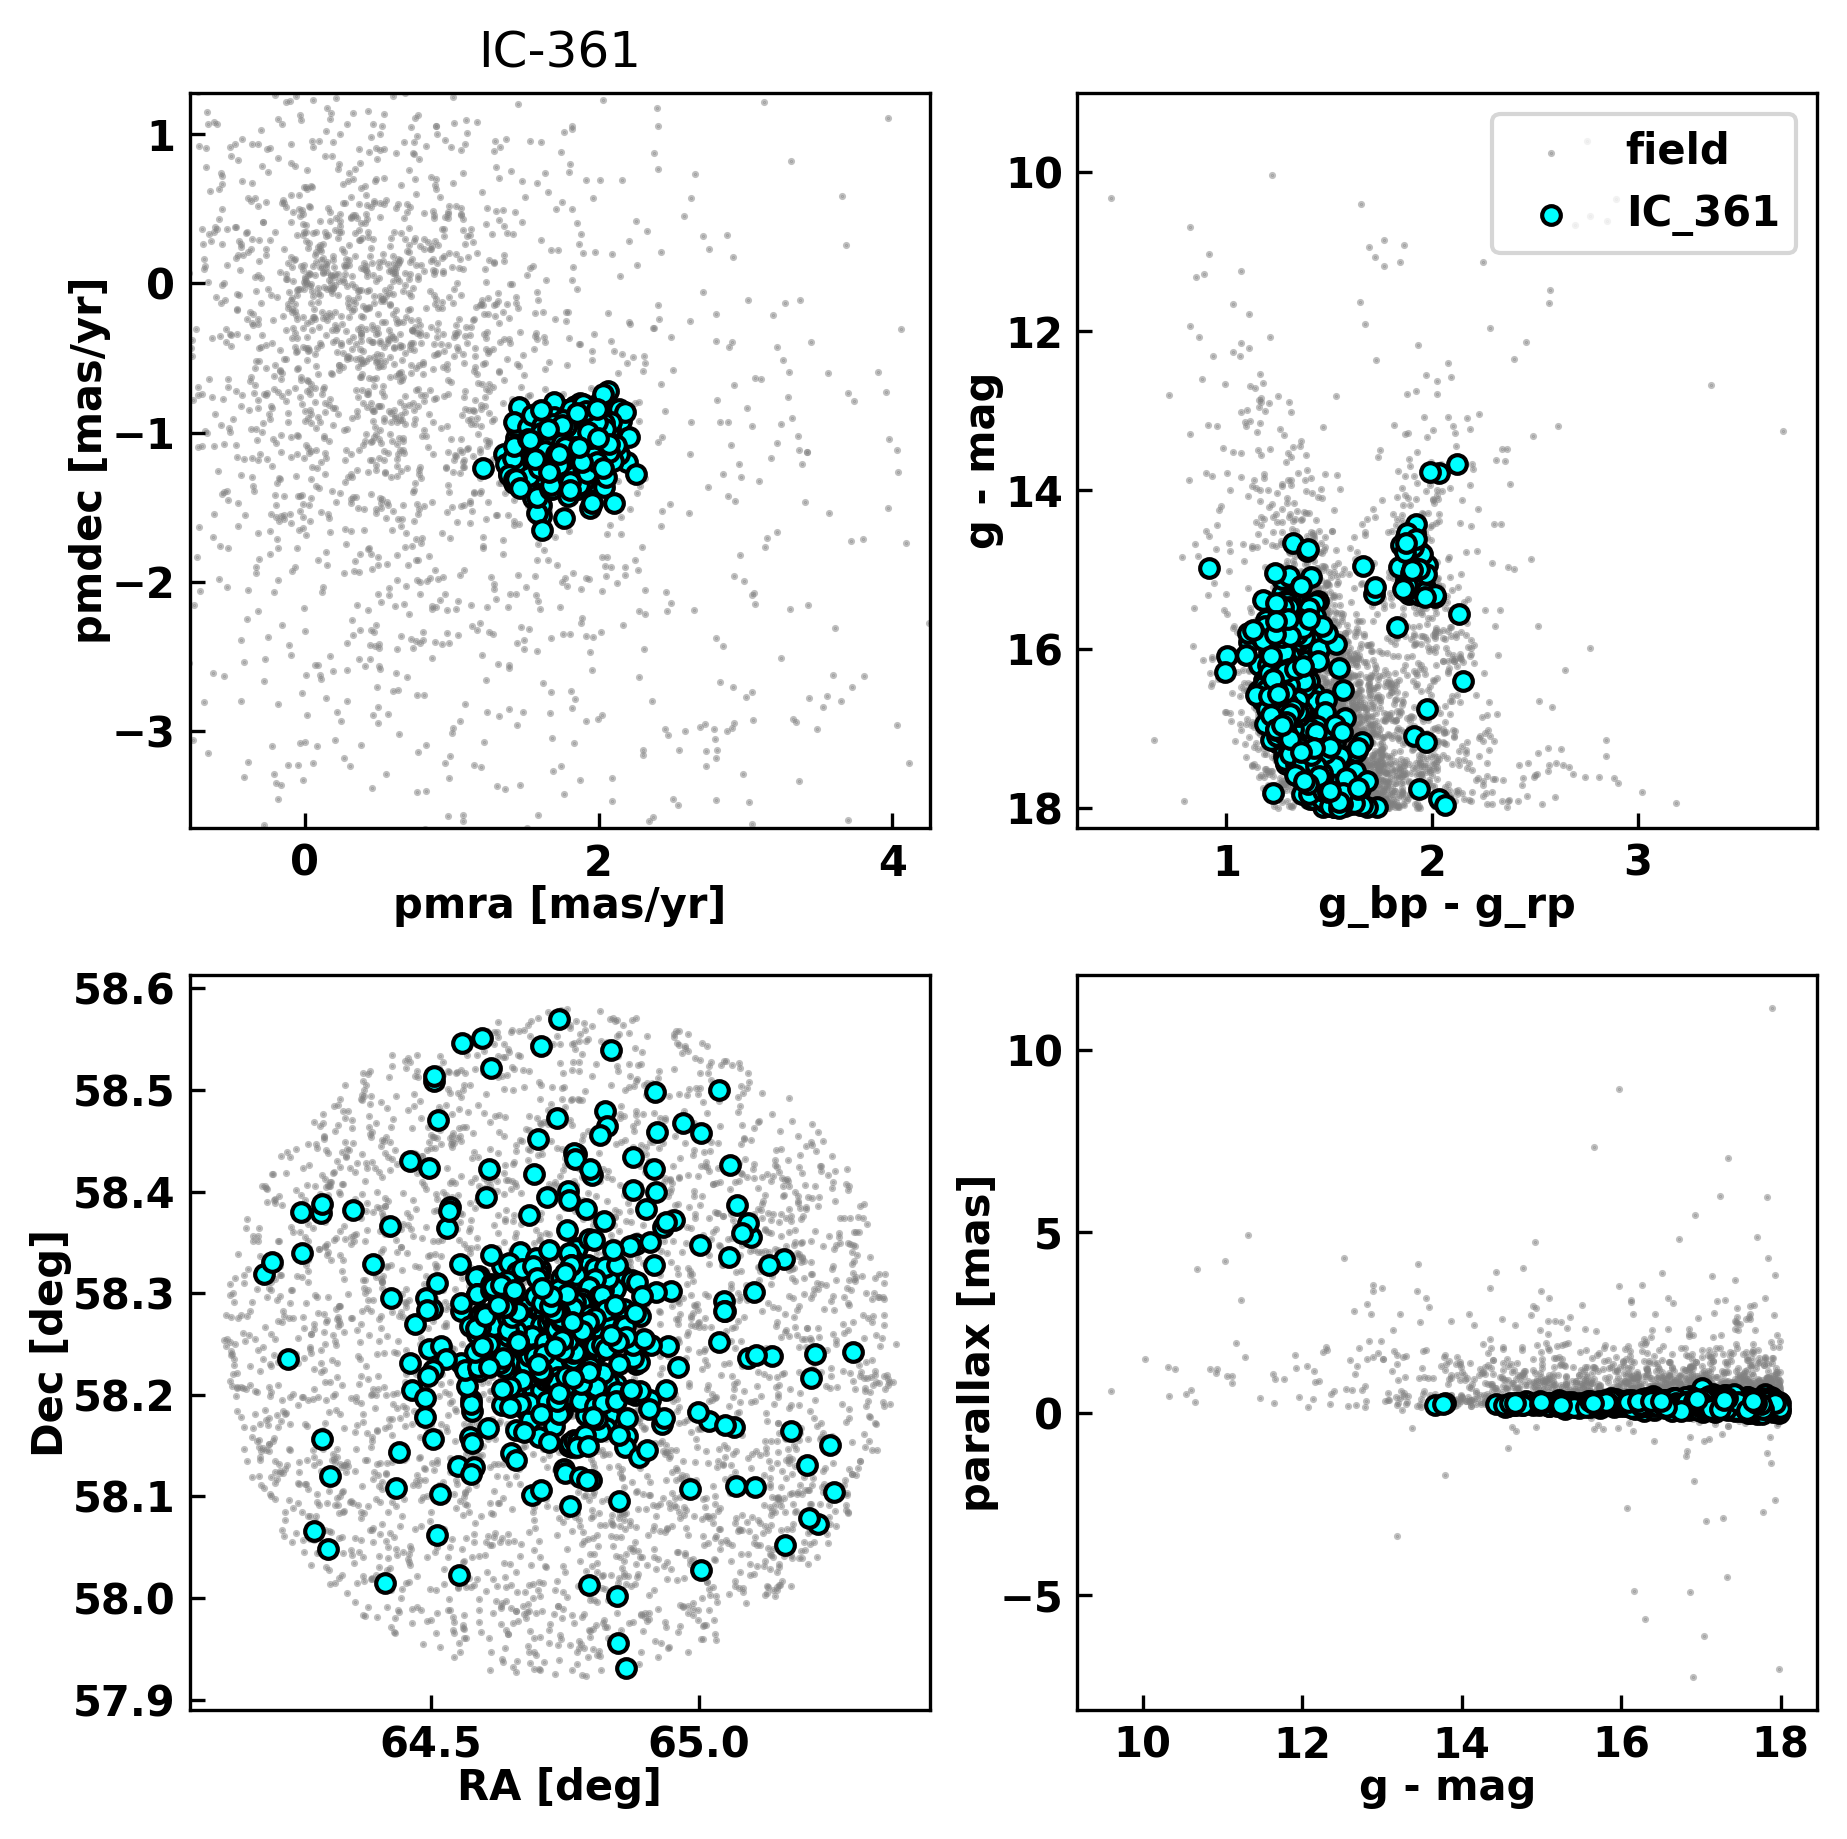 IC-361
1
0
−1
−2
−3
pmdec [mas/yr]
0 2 4
pmra [mas/yr]
field
IC_361
10
12
14
16
18
g - mag
1 2 3
g_bp - g_rp
58.6
58.5
58.4
58.3
58.2
58.1
58.0
57.9
Dec [deg]
64.5 65.0
RA [deg]
10
5
0
−5
parallax [mas]
10 12 14 16 18
g - mag